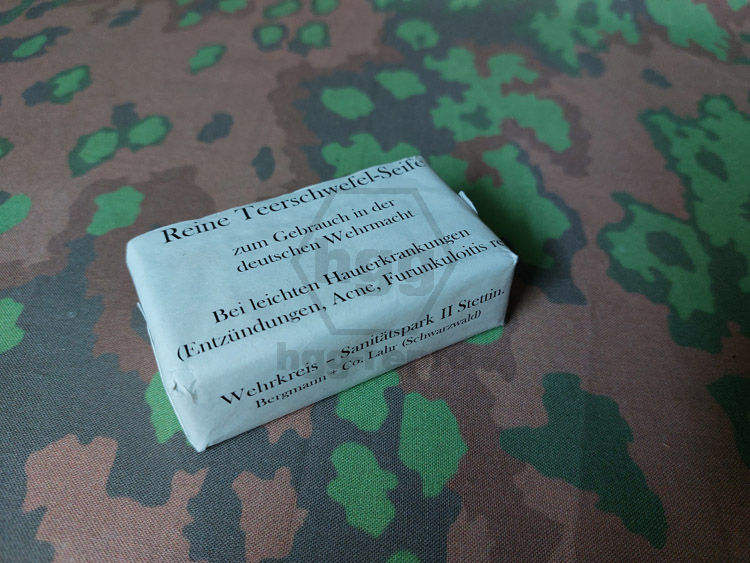 Reine Teerschwefel-Seife
zum Gebrauch in der
deutschen Wehrmacht
Bei leichten Hauterkrankungen
(Entzündungen, Acne, Furunkuloitis
Wehrkreis – Sanitätspark II Stettin.
Bergmann + Co. Lahr (Schwarzwald)
hgg